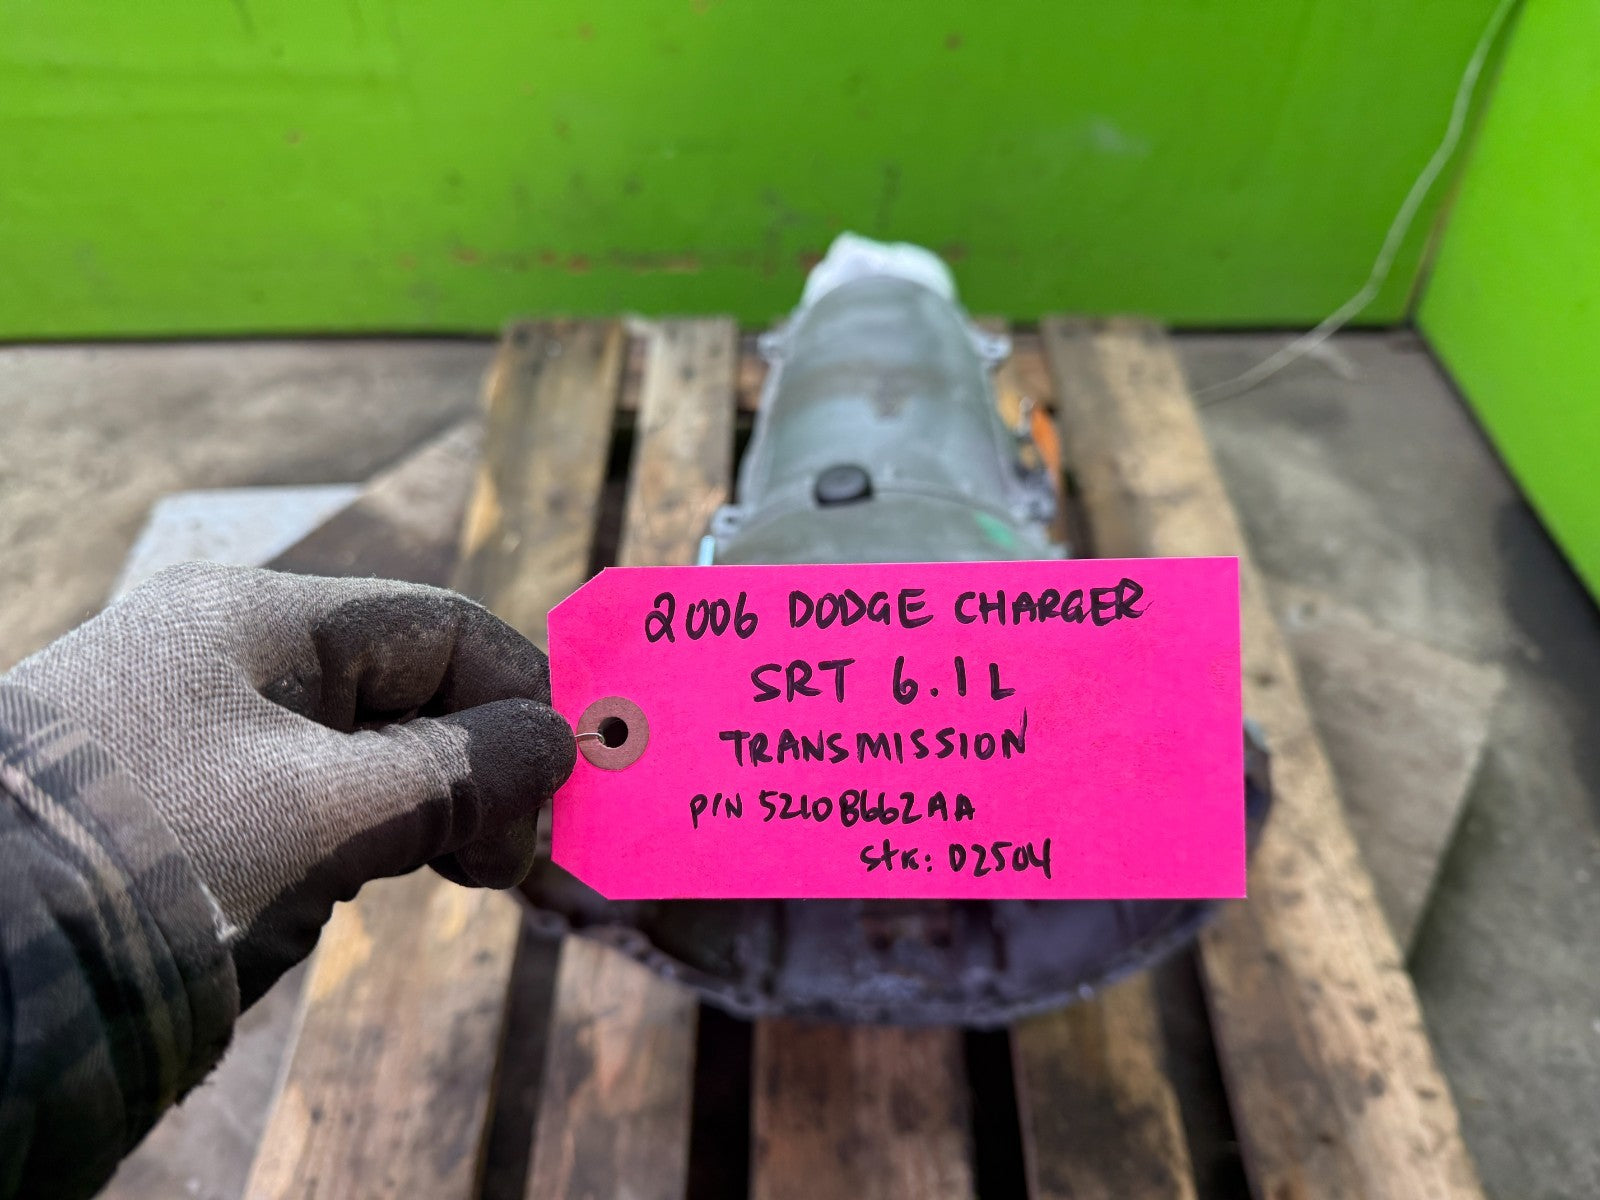 2006 DODGE CHARGER
SRT 6.1L
TRANSMISSION
P/N 52108662AA
Stk: D2504